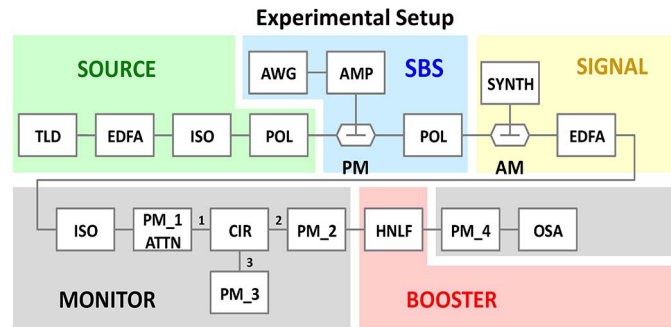 Experimental Setup
SOURCE
AWG
AMP
SBS
SIGNAL
SYNTH
TLD
EDFA
ISO
POL
PM
POL
AM
EDFA
ISO
PM_1
ATTN
1
CIR
2
PM_2
HNLF
PM_4
OSA
3
PM_3
MONITOR
BOOSTER